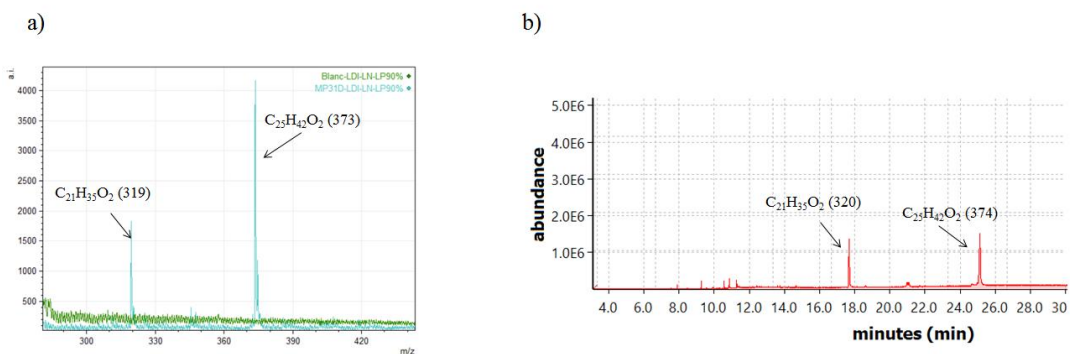 a)
b)
a.i.
Blanc-LDI-LN-LP90%
MP31D-LDI-LN-LP90%
4000
3500
3000
2500
2000
1500
1000
500
C₂₅H₄₂O₂ (373)
C₂₁H₃₅O₂ (319)
300 330 360 390 420
m/z
abundance
5.0E6
4.0E6
3.0E6
2.0E6
1.0E6
C₂₁H₃₅O₂ (320)
C₂₅H₄₂O₂ (374)
4.0 6.0 8.0 10.0 12.0 14.0 16.0 18.0 20.0 22.0 24.0 26.0 28.0 30
minutes (min)